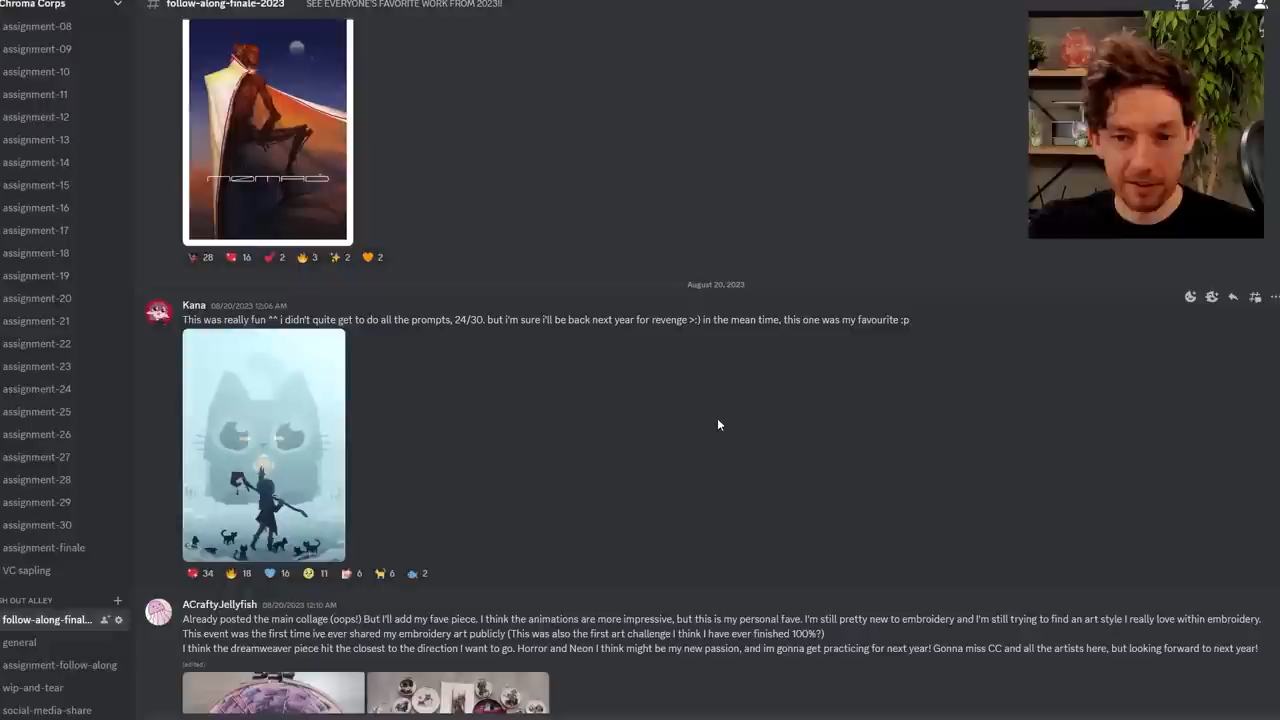 Chroma Corps
follow-along-finale-2023 SEE EVERYONE'S FAVORITE WORK FROM 2023!!
assignment-08
assignment-09
assignment-10
assignment-11
assignment-12
assignment-13
assignment-14
assignment-15
assignment-16
assignment-17
assignment-18
assignment-19
assignment-20
assignment-21
assignment-22
assignment-23
assignment-24
assignment-25
assignment-26
assignment-27
assignment-28
assignment-29
assignment-30
assignment-finale
VC sapling
SH OUT ALLEY
follow-along-final...
general
assignment-follow-along
wip-and-tear
social-media-share
NOMAD
28 16 2 3 2 2
August 20, 2023
Kana 08/20/2023 12:06 AM
This was really fun ^^ i didn't quite get to do all the prompts, 24/30. but i'm sure i'll be back next year for revenge >:) in the mean time, this one was my favourite :p
34 18 16 11 6 6 2
ACraftyJellyfish 08/20/2023 12:10 AM
Already posted the main collage (oops!) But I'll add my fave piece. I think the animations are more impressive, but this is my personal fave. I'm still pretty new to embroidery and I'm still trying to find an art style I really love within embroidery.
This event was the first time ive ever shared my embroidery art publicly (This was also the first art challenge I think I have ever finished 100%?)
I think the dreamweaver piece hit the closest to the direction I want to go. Horror and Neon I think might be my new passion, and im gonna get practicing for next year! Gonna miss CC and all the artists here, but looking forward to next year!
(edited)